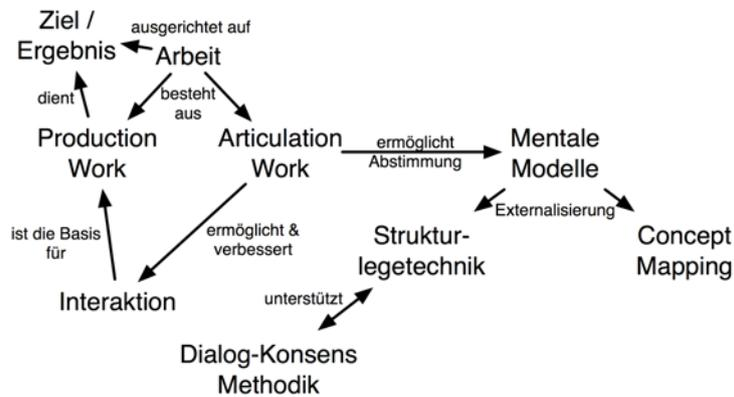 Ziel /
Ergebnis
ausgerichtet auf
Arbeit
dient
besteht
aus
Production
Work
Articulation
Work
ermöglicht
Abstimmung
Mentale
Modelle
ist die Basis
für
ermöglicht &
verbessert
Externalisierung
Struktur-
legetechnik
Concept
Mapping
Interaktion
unterstützt
Dialog-Konsens
Methodik